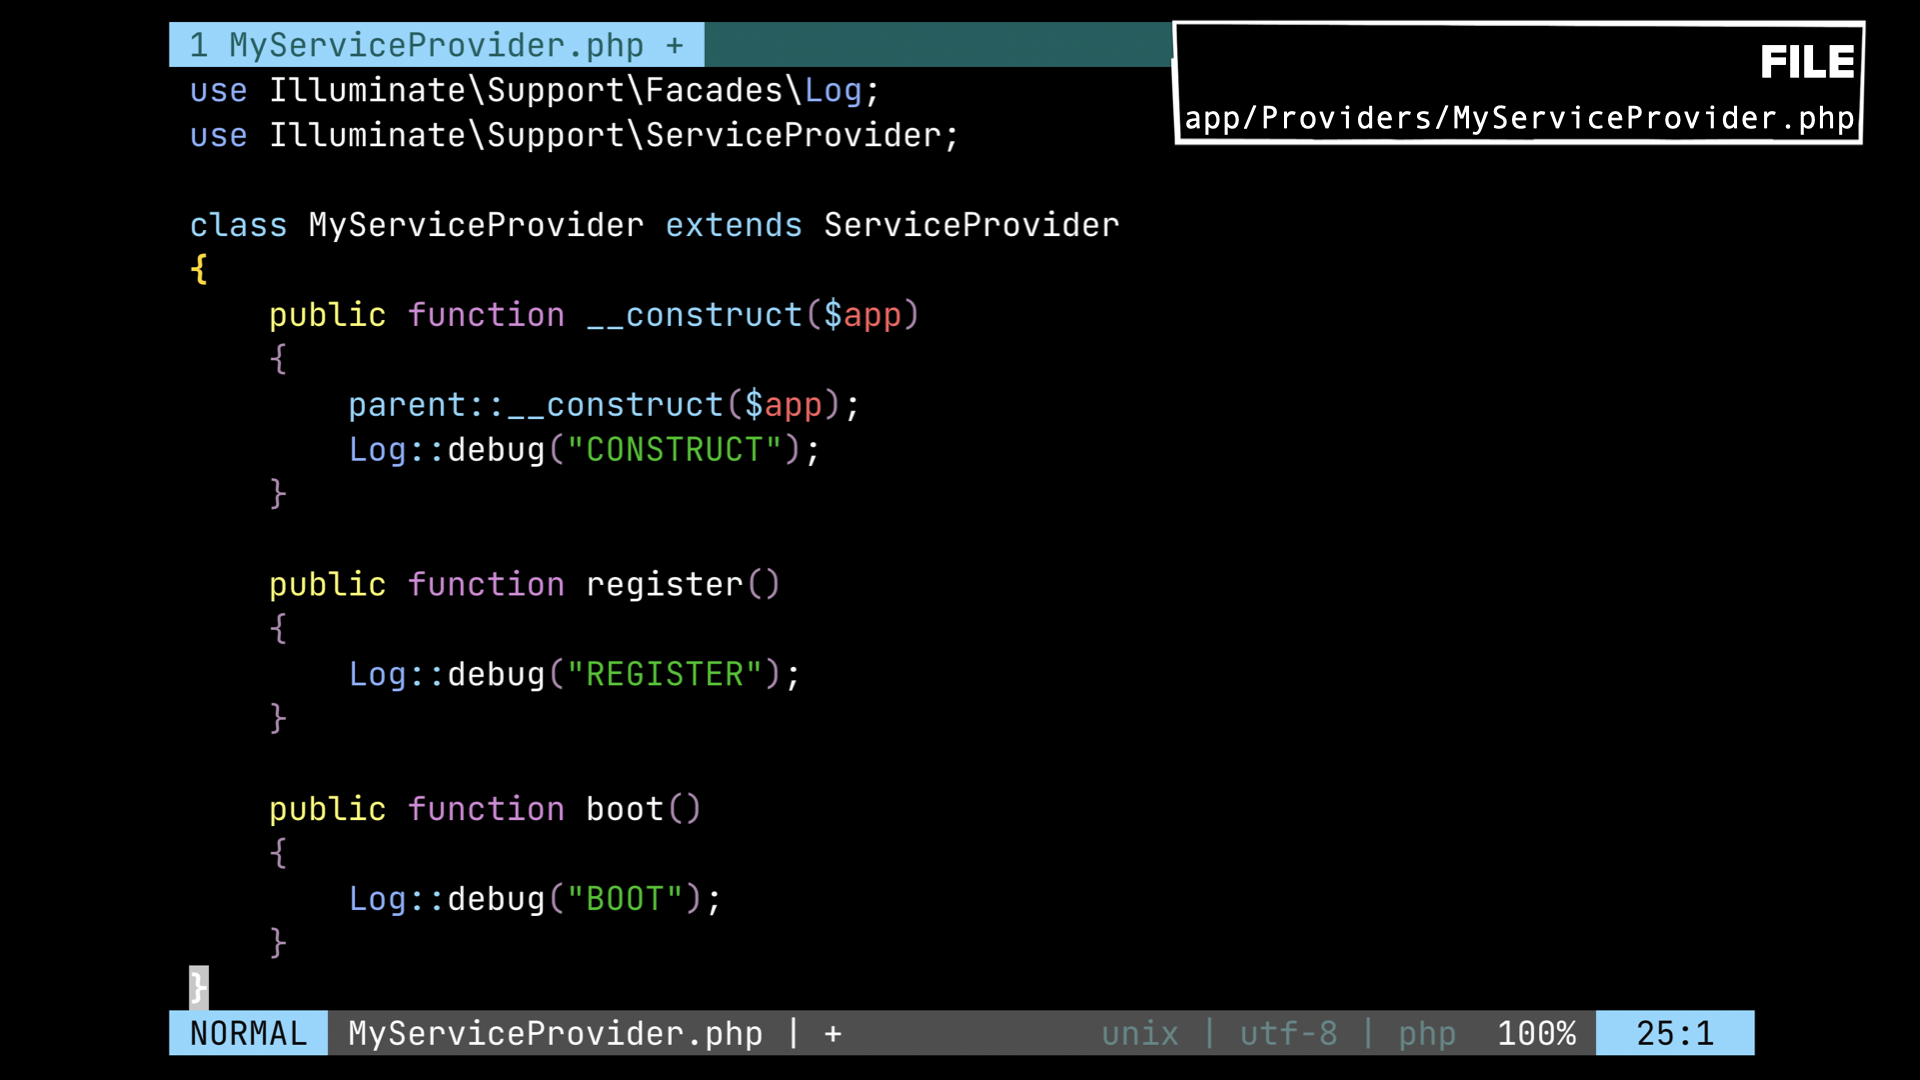 1 MyServiceProvider.php +
FILE
app/Providers/MyServiceProvider.php
use Illuminate\Support\Facades\Log;
use Illuminate\Support\ServiceProvider;

class MyServiceProvider extends ServiceProvider
{
    public function __construct($app)
    {
        parent::__construct($app);
        Log::debug("CONSTRUCT");
    }

    public function register()
    {
        Log::debug("REGISTER");
    }

    public function boot()
    {
        Log::debug("BOOT");
    }
}
NORMAL MyServiceProvider.php | + unix | utf-8 | php 100% 25:1